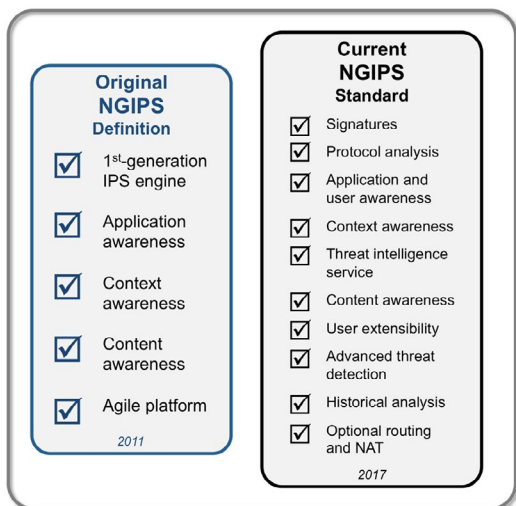 Original
NGIPS
Definition
1st-generation
IPS engine
Application
awareness
Context
awareness
Content
awareness
Agile platform
2011
Current
NGIPS
Standard
Signatures
Protocol analysis
Application and
user awareness
Context awareness
Threat intelligence
service
Content awareness
User extensibility
Advanced threat
detection
Historical analysis
Optional routing
and NAT
2017